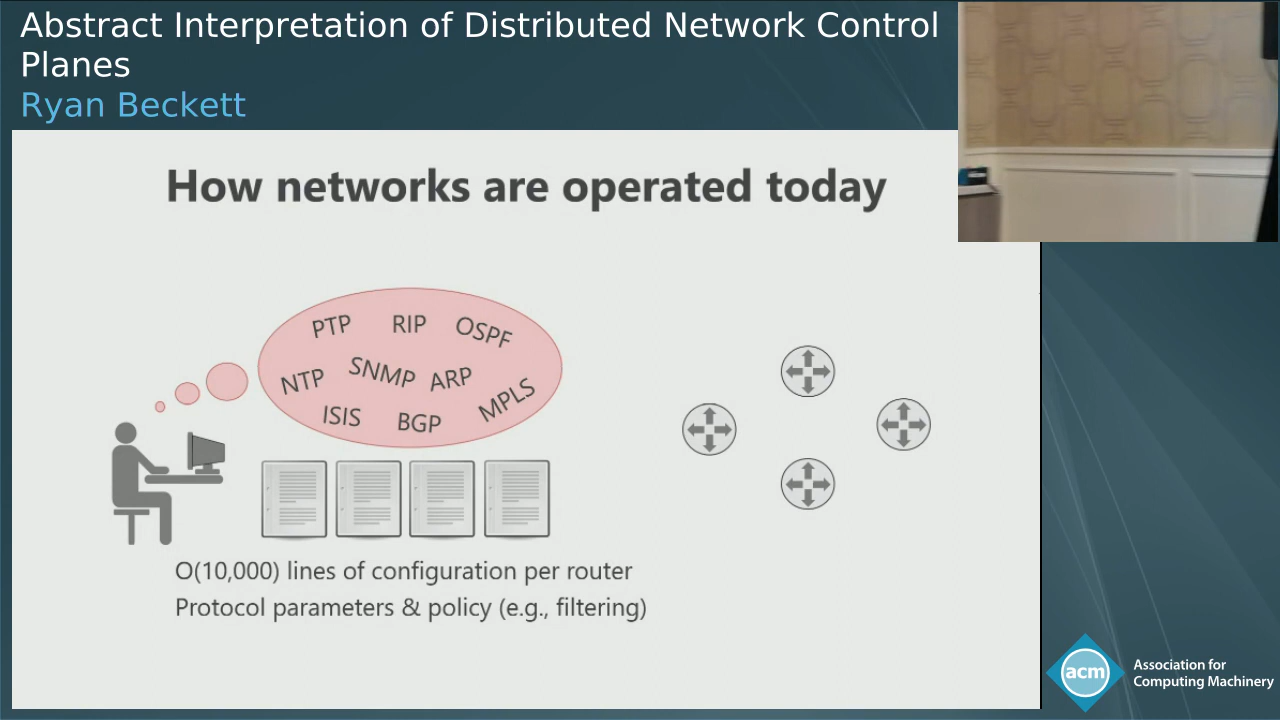 Abstract Interpretation of Distributed Network Control
Planes
Ryan Beckett
How networks are operated today
PTP RIP OSPF
NTP SNMP ARP MPLS
ISIS BGP
O(10,000) lines of configuration per router
Protocol parameters & policy (e.g., filtering)
acm
Association for
Computing Machinery